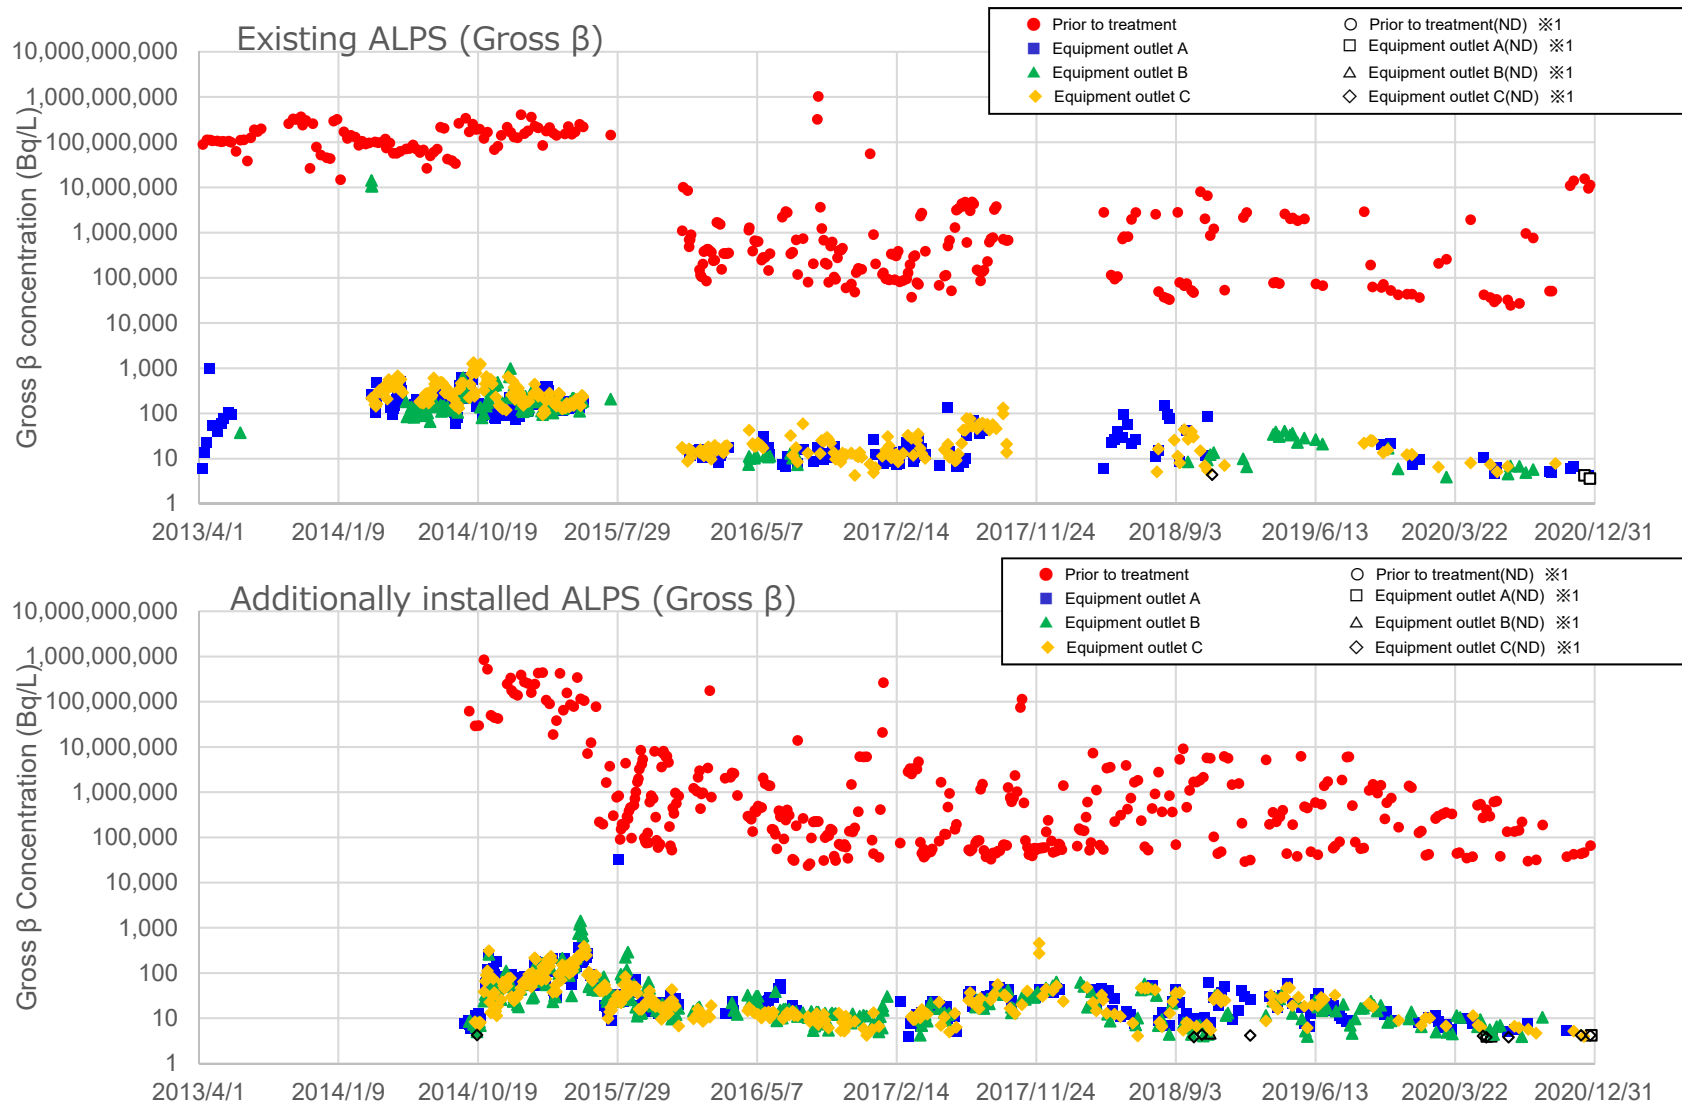 Existing ALPS (Gross β)
Prior to treatment
Equipment outlet A
Equipment outlet B
Equipment outlet C
Prior to treatment(ND) ※1
Equipment outlet A(ND) ※1
Equipment outlet B(ND) ※1
Equipment outlet C(ND) ※1
Gross β concentration (Bq/L)
10,000,000,000
1,000,000,000
100,000,000
10,000,000
1,000,000
100,000
10,000
1,000
100
10
1
2013/4/1 2014/1/9 2014/10/19 2015/7/29 2016/5/7 2017/2/14 2017/11/24 2018/9/3 2019/6/13 2020/3/22 2020/12/31
Additionally installed ALPS (Gross β)
Prior to treatment
Equipment outlet A
Equipment outlet B
Equipment outlet C
Prior to treatment(ND) ※1
Equipment outlet A(ND) ※1
Equipment outlet B(ND) ※1
Equipment outlet C(ND) ※1
Gross β Concentration (Bq/L)
10,000,000,000
1,000,000,000
100,000,000
10,000,000
1,000,000
100,000
10,000
1,000
100
10
1
2013/4/1 2014/1/9 2014/10/19 2015/7/29 2016/5/7 2017/2/14 2017/11/24 2018/9/3 2019/6/13 2020/3/22 2020/12/31